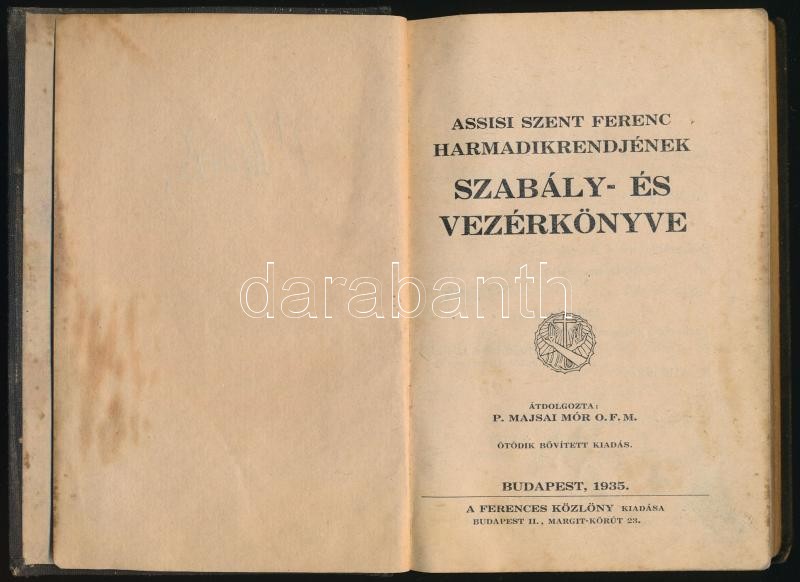 ASSISI SZENT FERENC
HARMADIKRENDJÉNEK
SZABÁLY- ÉS
VEZÉRKÖNYVE
darabanth
ÁTDOLGOZTA:
P. MAJSAI MÓR O. F. M.
ÖTÖDIK BŐVÍTETT KIADÁS.
BUDAPEST, 1935.
A FERENCES KÖZLÖNY KIADÁSA
BUDAPEST II., MARGIT-KÖRÚT 23.